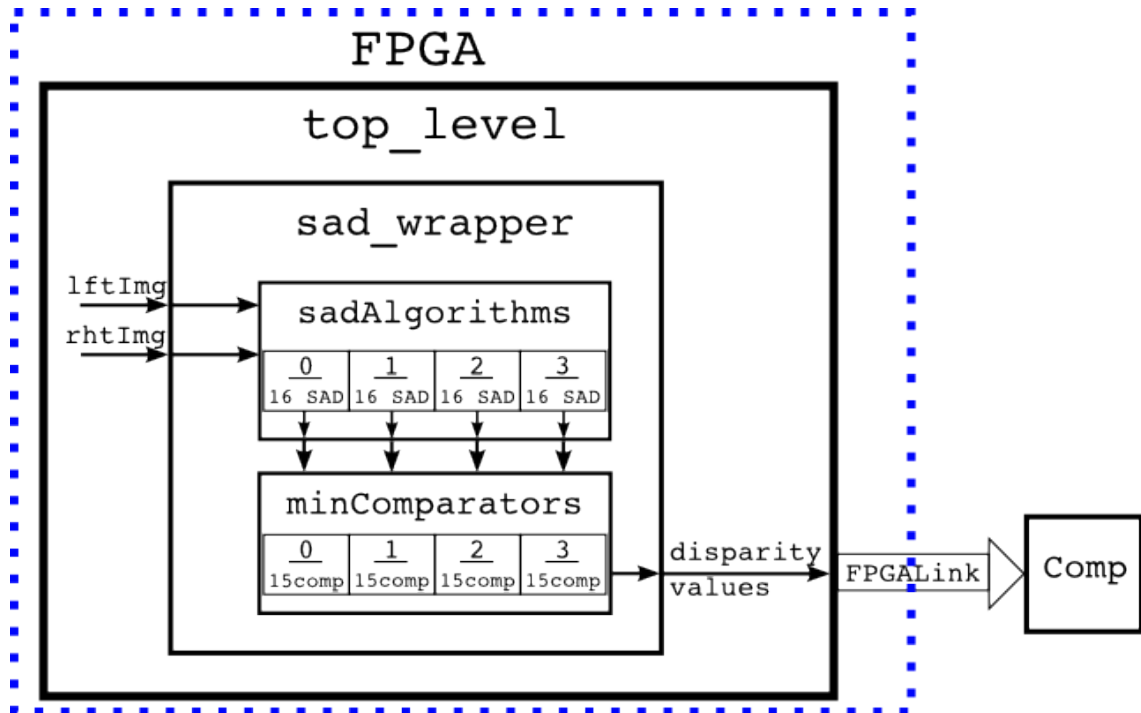 FPGA
top_level
sad_wrapper
lftImg
rhtImg
sadAlgorithms
0 1 2 3
16 SAD 16 SAD 16 SAD 16 SAD
minComparators
0 1 2 3
15comp 15comp 15comp 15comp
disparity
values
FPGALink
Comp